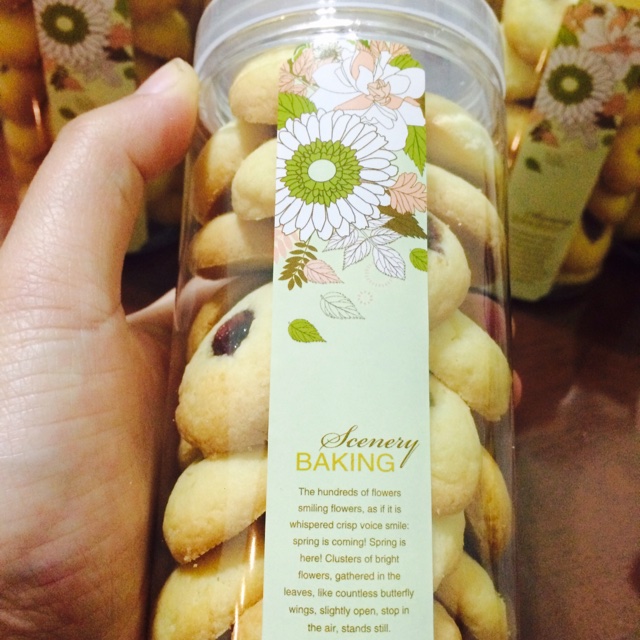 Scenery
BAKING
The hundreds of flowers
smiling flowers, as if it is
whispered crisp voice smile:
spring is coming! Spring is
here! Clusters of bright
flowers, gathered in the
leaves, like countless butterfly
wings, slightly open, stop in
the air, stands still.